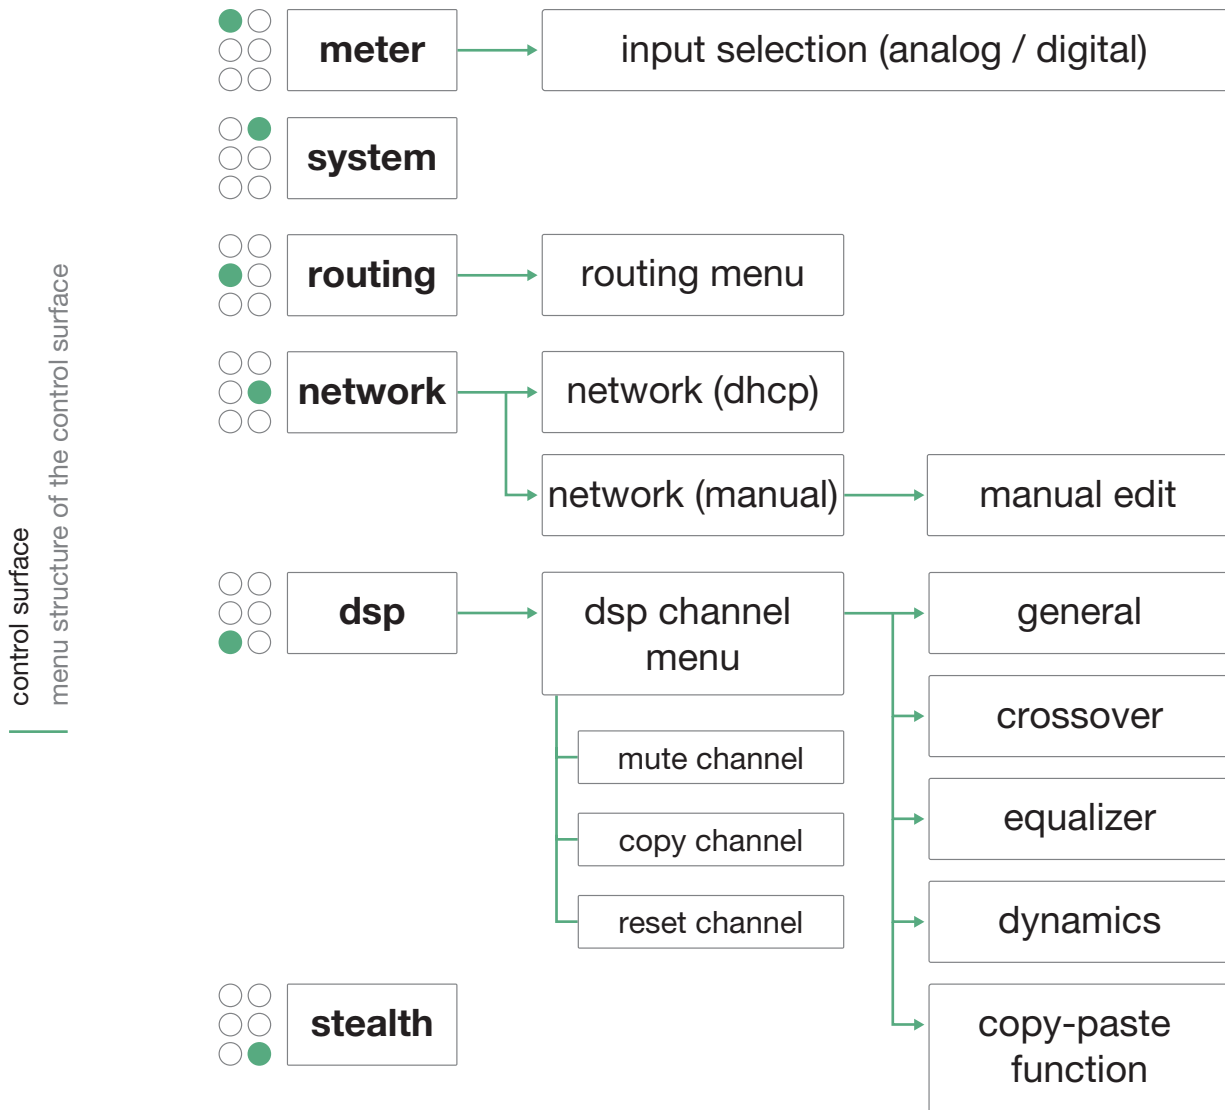 control surface
menu structure of the control surface
meter
input selection (analog / digital)
system
routing
routing menu
network
network (dhcp)
network (manual)
manual edit
dsp
dsp channel
menu
general
crossover
mute channel
equalizer
copy channel
dynamics
reset channel
stealth
copy-paste
function